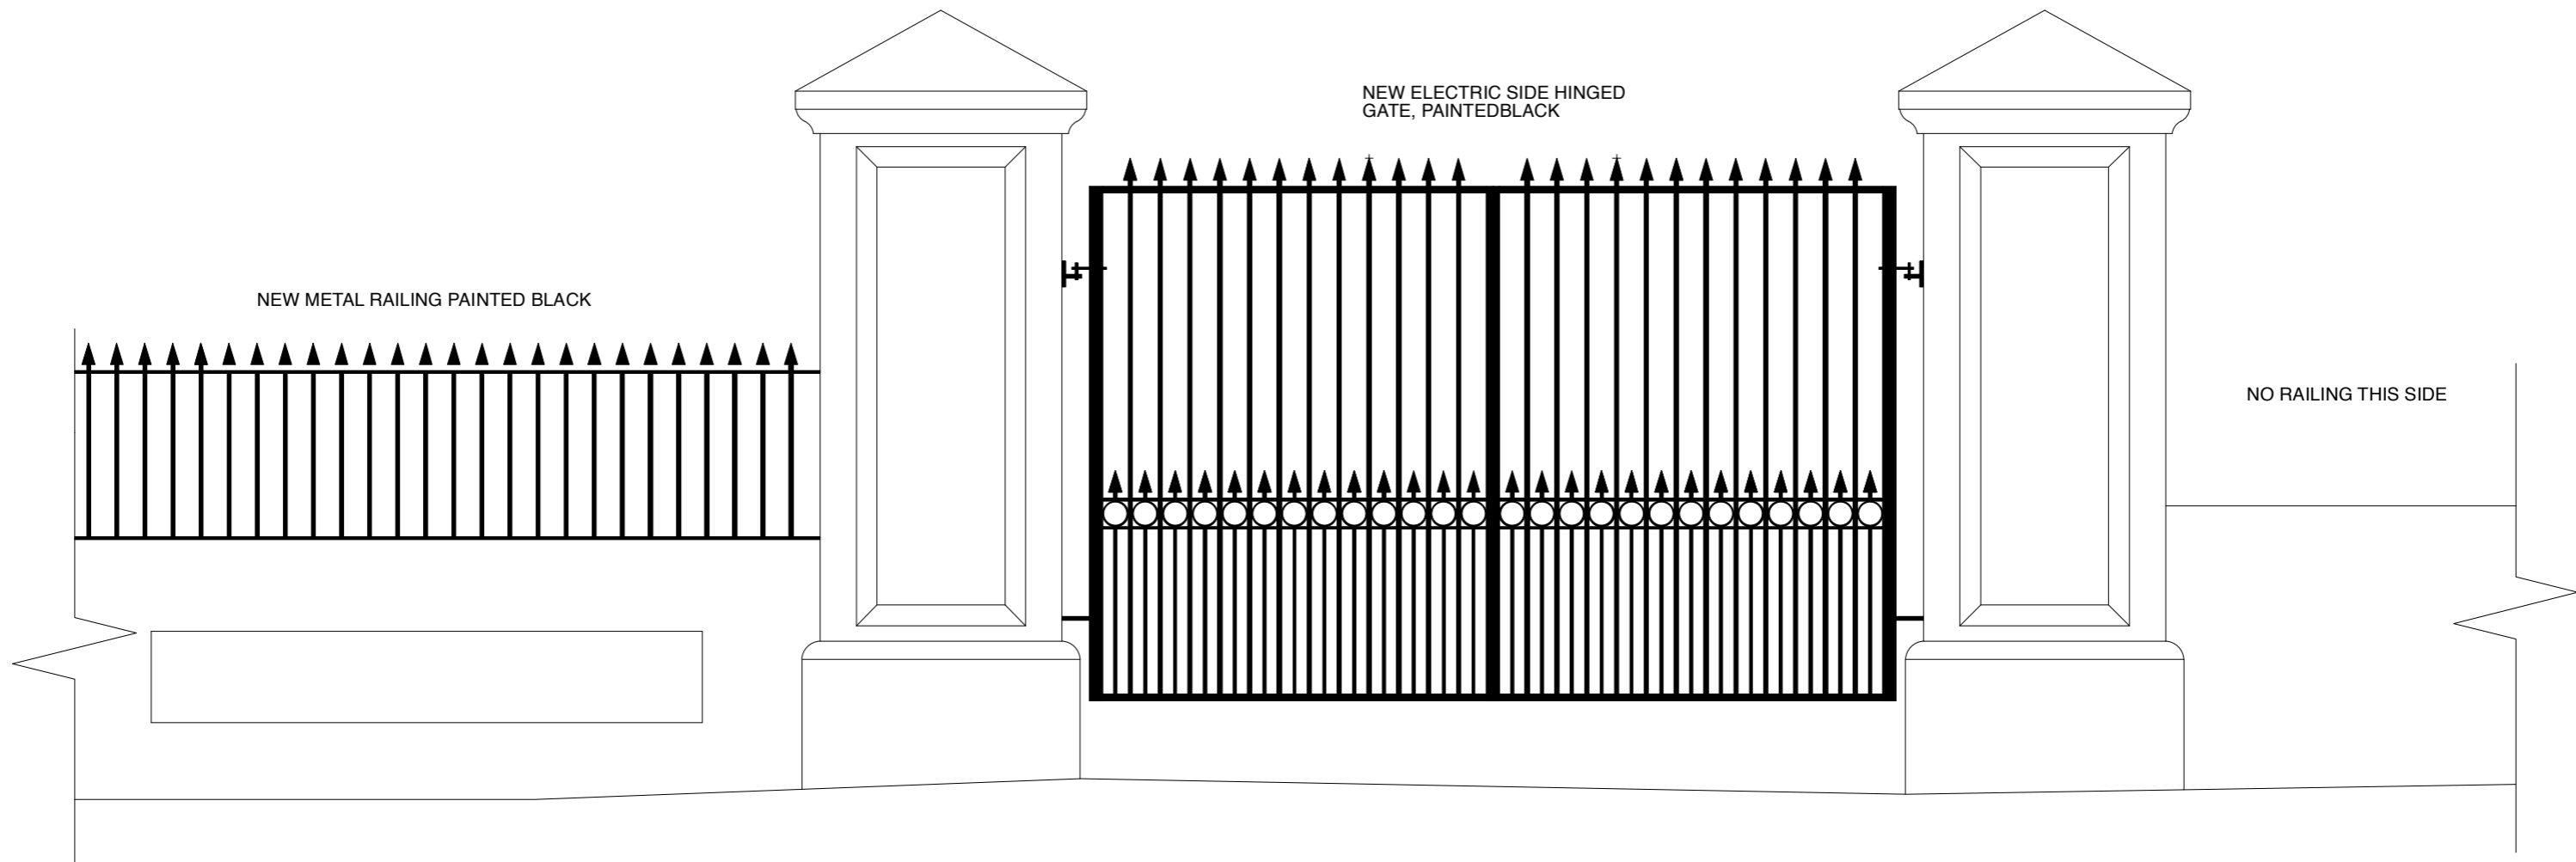 NEW ELECTRIC SIDE HINGED
GATE, PAINTEDBLACK
NEW METAL RAILING PAINTED BLACK
NO RAILING THIS SIDE